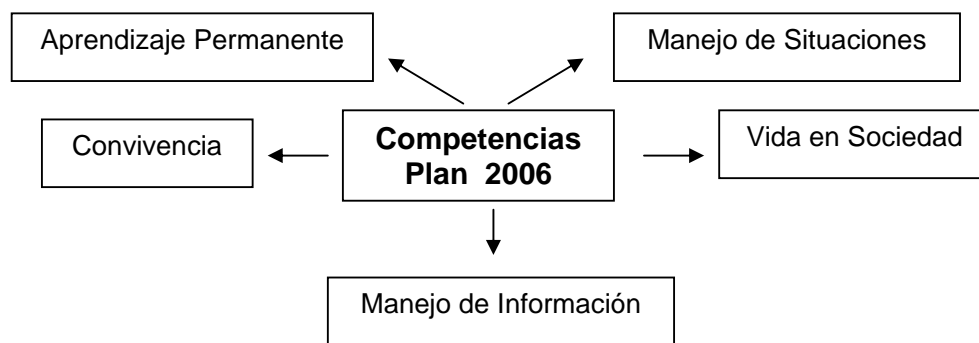 Aprendizaje Permanente
Manejo de Situaciones
Convivencia
Competencias
Plan 2006
Vida en Sociedad
Manejo de Información